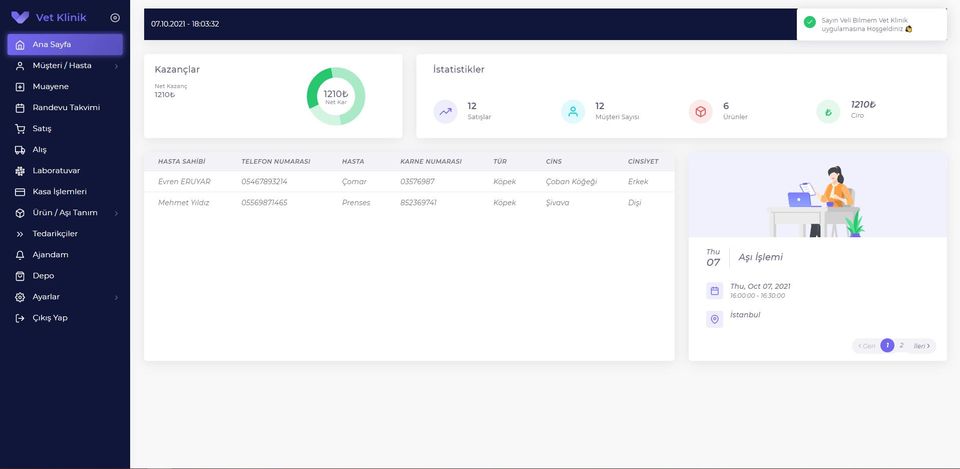 Vet Klinik
Ana Sayfa
Müşteri / Hasta
Muayene
Randevu Takvimi
Satış
Alış
Laboratuvar
Kasa İşlemleri
Ürün / Aşı Tanım
Tedarikçiler
Ajandam
Depo
Ayarlar
Çıkış Yap
07.10.2021 - 18:03:32
Sayın Veli Bilmem Vet Klinik
uygulamasına Hoşgeldiniz
Kazançlar
Net Kazanç
1210₺
1210₺
Net Kar
İstatistikler
12
Satışlar
12
Müşteri Sayısı
6
Ürünler
₺
1210₺
Ciro
HASTA SAHİBİ TELEFON NUMARASI HASTA KARNE NUMARASI TÜR CİNS CİNSİYET
Evren ERUYAR 05467893214 Çomar 03576987 Köpek Çoban Köğeği Erkek
Mehmet Yıldız 05569871465 Prenses 852369741 Köpek Şivava Dişi
Thu
07
Aşı İşlemi
Thu, Oct 07, 2021
16:00:00 - 16:30:00
İstanbul
Geri 1 2 İleri